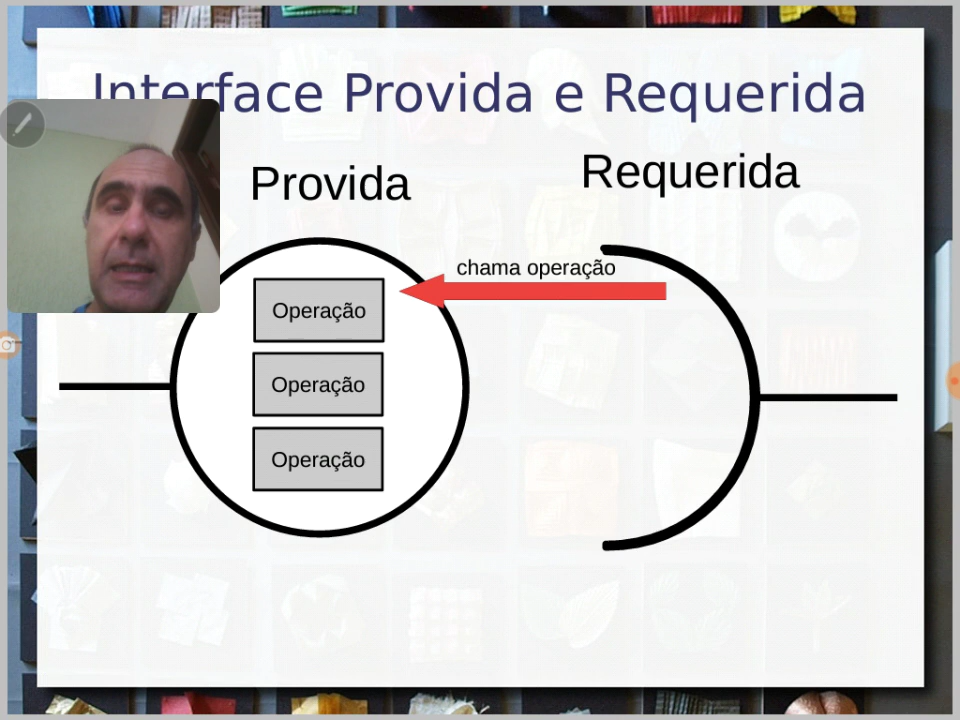 Interface Provida e Requerida
Provida
Requerida
chama operação
Operação
Operação
Operação